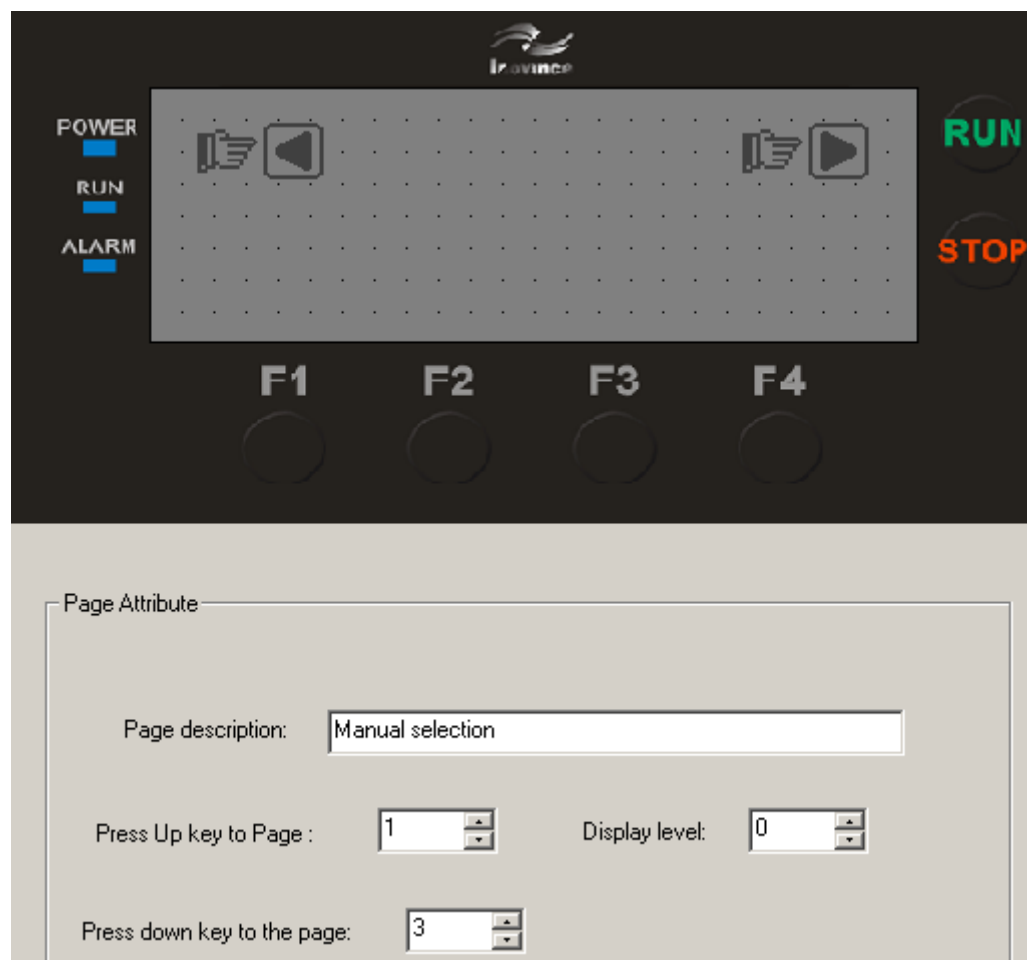 Inovance
POWER
RUN
RUN
ALARM
STOP
F1 F2 F3 F4
Page Attribute
Page description: Manual selection
Press Up key to Page : 1 Display level: 0
Press down key to the page: 3